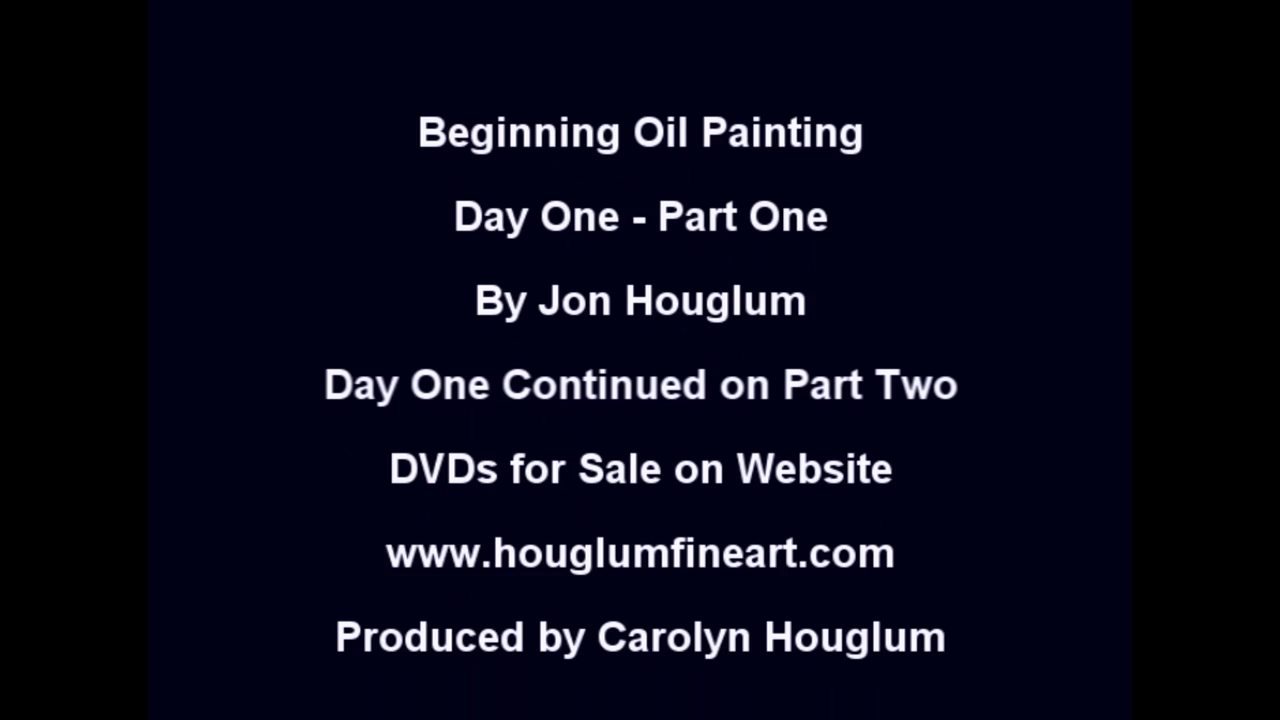 Beginning Oil Painting
Day One - Part One
By Jon Houglum
Day One Continued on Part Two
DVDs for Sale on Website
www.houglumfineart.com
Produced by Carolyn Houglum